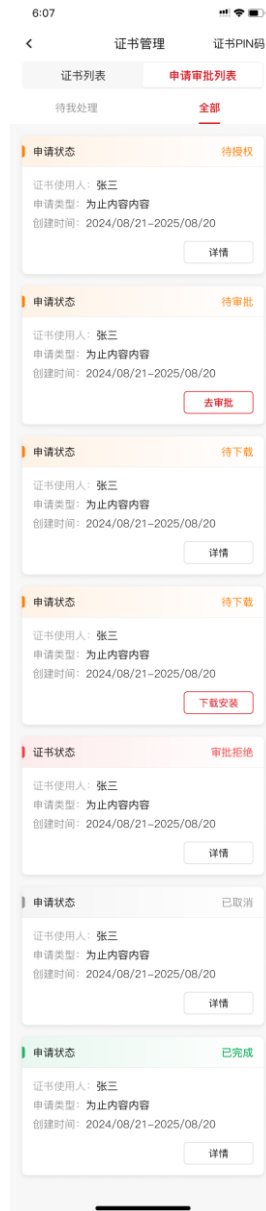 6:07
证书管理 证书PIN码
证书列表 申请审批列表
待我处理 全部
申请状态 待授权
证书使用人：张三
申请类型：为止内容内容
创建时间：2024/08/21-2025/08/20
详情
申请状态 待审批
证书使用人：张三
申请类型：为止内容内容
创建时间：2024/08/21-2025/08/20
去审批
申请状态 待下载
证书使用人：张三
申请类型：为止内容内容
创建时间：2024/08/21-2025/08/20
详情
申请状态 待下载
证书使用人：张三
申请类型：为止内容内容
创建时间：2024/08/21-2025/08/20
下载安装
证书状态 审批拒绝
证书使用人：张三
申请类型：为止内容内容
创建时间：2024/08/21-2025/08/20
详情
申请状态 已取消
证书使用人：张三
申请类型：为止内容内容
创建时间：2024/08/21-2025/08/20
详情
申请状态 已完成
证书使用人：张三
申请类型：为止内容内容
创建时间：2024/08/21-2025/08/20
详情